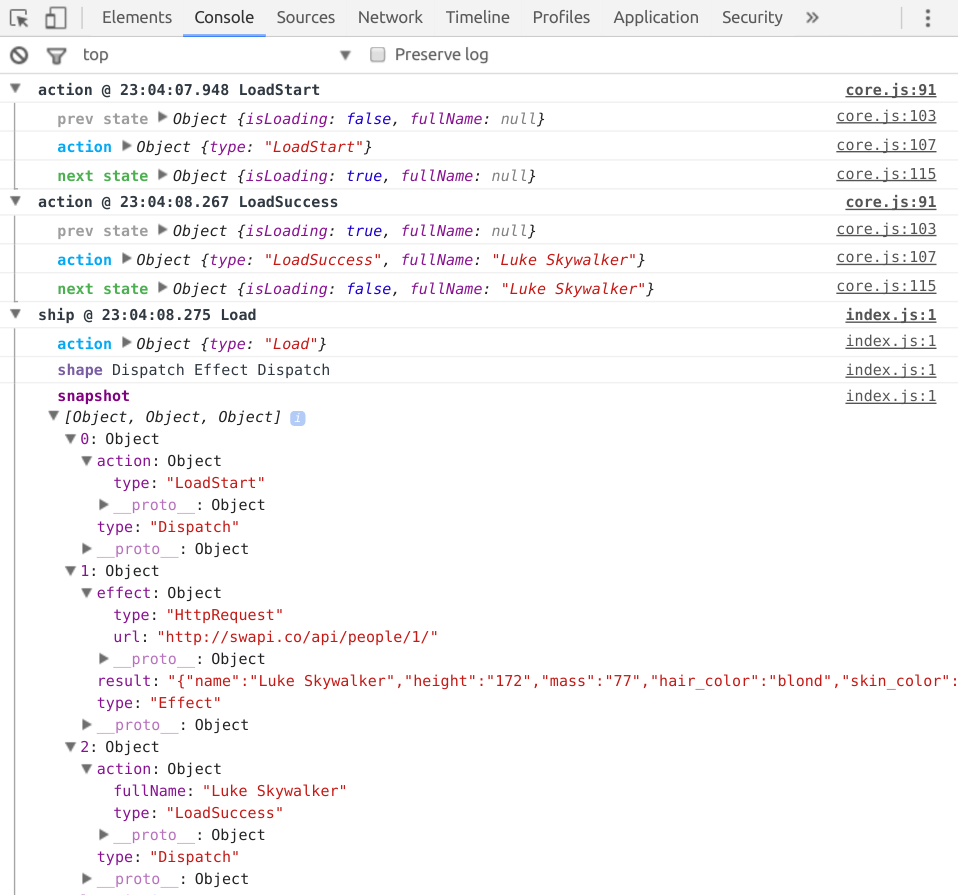 Elements Console Sources Network Timeline Profiles Application Security »
top Preserve log
action @ 23:04:07.948 LoadStart core.js:91
prev state Object {isLoading: false, fullName: null} core.js:103
action Object {type: "LoadStart"} core.js:107
next state Object {isLoading: true, fullName: null} core.js:115
action @ 23:04:08.267 LoadSuccess core.js:91
prev state Object {isLoading: true, fullName: null} core.js:103
action Object {type: "LoadSuccess", fullName: "Luke Skywalker"} core.js:107
next state Object {isLoading: false, fullName: "Luke Skywalker"} core.js:115
ship @ 23:04:08.275 Load index.js:1
action Object {type: "Load"} index.js:1
shape Dispatch Effect Dispatch index.js:1
snapshot index.js:1
[Object, Object, Object] i
0: Object
action: Object
type: "LoadStart"
__proto__: Object
type: "Dispatch"
__proto__: Object
1: Object
effect: Object
type: "HttpRequest"
url: "http://swapi.co/api/people/1/"
__proto__: Object
result: "{"name":"Luke Skywalker","height":"172","mass":"77","hair_color":"blond","skin_color":
type: "Effect"
__proto__: Object
2: Object
action: Object
fullName: "Luke Skywalker"
type: "LoadSuccess"
__proto__: Object
type: "Dispatch"
__proto__: Object